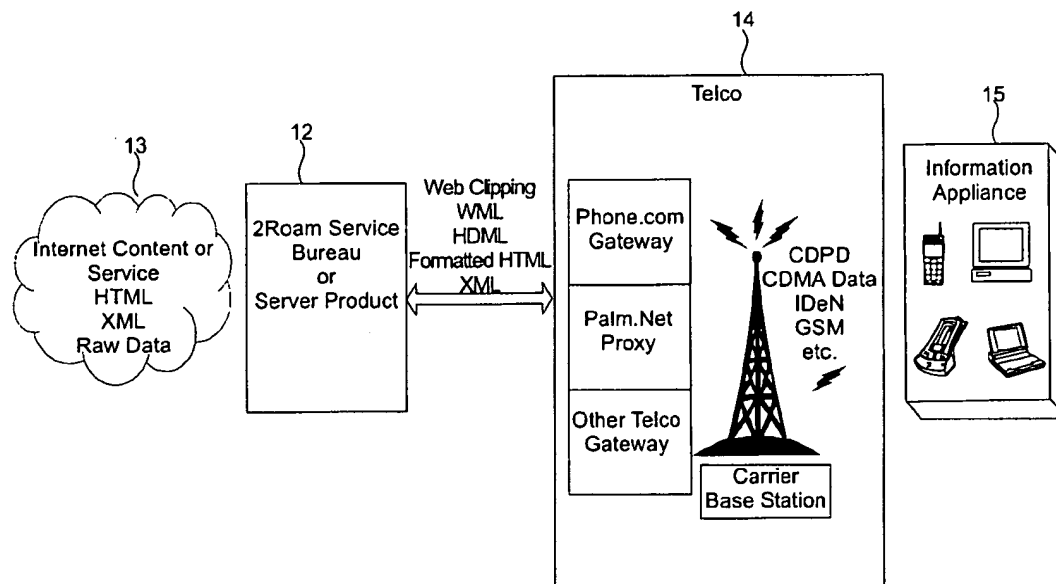 13
Internet Content or
Service
HTML
XML
Raw Data
12
2Roam Service
Bureau
or
Server Product
Web Clipping
WML
HDML
Formatted HTML
XML
14
Telco
Phone.com
Gateway
Palm.Net
Proxy
Other Telco
Gateway
CDPD
CDMA Data
IDeN
GSM
etc.
Carrier
Base Station
15
Information
Appliance